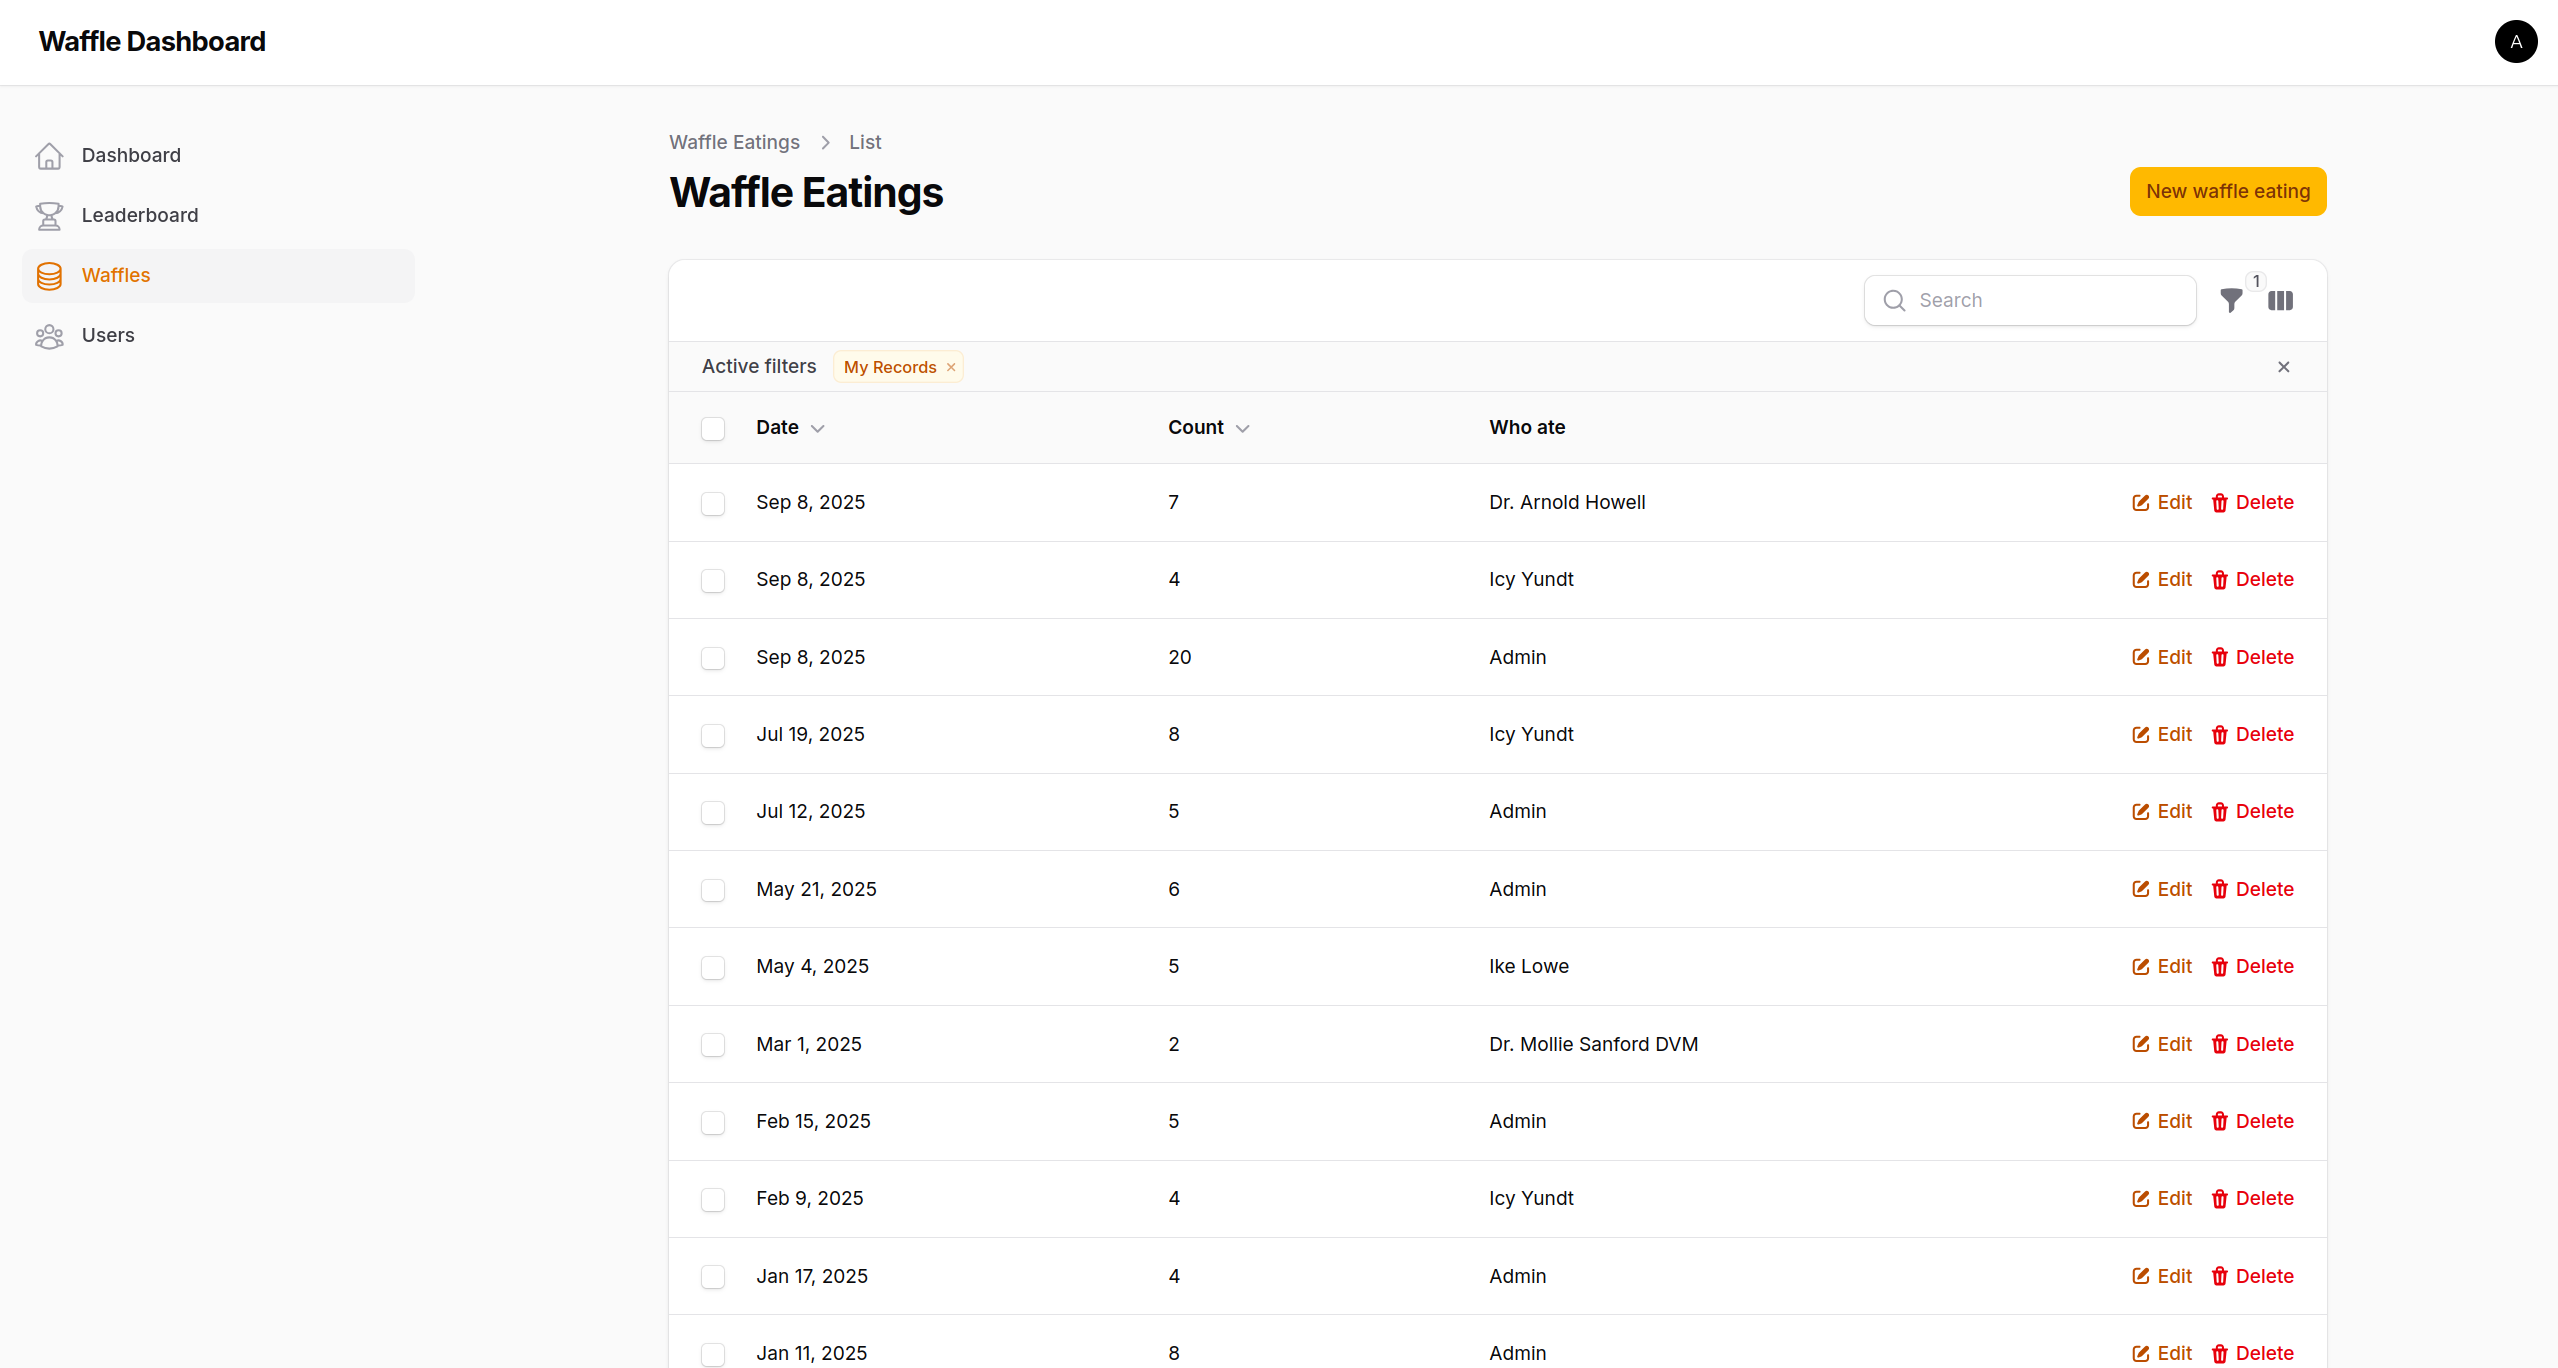 Waffle Dashboard
A
Dashboard
Leaderboard
Waffles
Users
Waffle Eatings > List
Waffle Eatings
New waffle eating
Search
1
Active filters My Records ×
×
Date Count Who ate
Sep 8, 2025 7 Dr. Arnold Howell Edit Delete
Sep 8, 2025 4 Icy Yundt Edit Delete
Sep 8, 2025 20 Admin Edit Delete
Jul 19, 2025 8 Icy Yundt Edit Delete
Jul 12, 2025 5 Admin Edit Delete
May 21, 2025 6 Admin Edit Delete
May 4, 2025 5 Ike Lowe Edit Delete
Mar 1, 2025 2 Dr. Mollie Sanford DVM Edit Delete
Feb 15, 2025 5 Admin Edit Delete
Feb 9, 2025 4 Icy Yundt Edit Delete
Jan 17, 2025 4 Admin Edit Delete
Jan 11, 2025 8 Admin Edit Delete